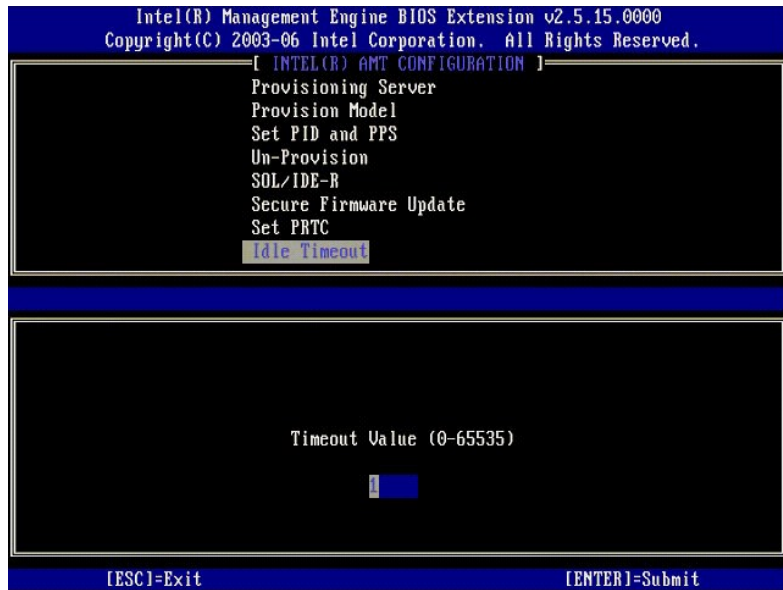 Intel(R) Management Engine BIOS Extension v2.5.15.0000
Copyright(C) 2003-06 Intel Corporation. All Rights Reserved.
[ INTEL(R) AMT CONFIGURATION ]
Provisioning Server
Provision Model
Set PID and PPS
Un-Provision
SOL/IDE-R
Secure Firmware Update
Set PRTC
Idle Timeout
Timeout Value (0-65535)
1
[ESC]=Exit [ENTER]=Submit